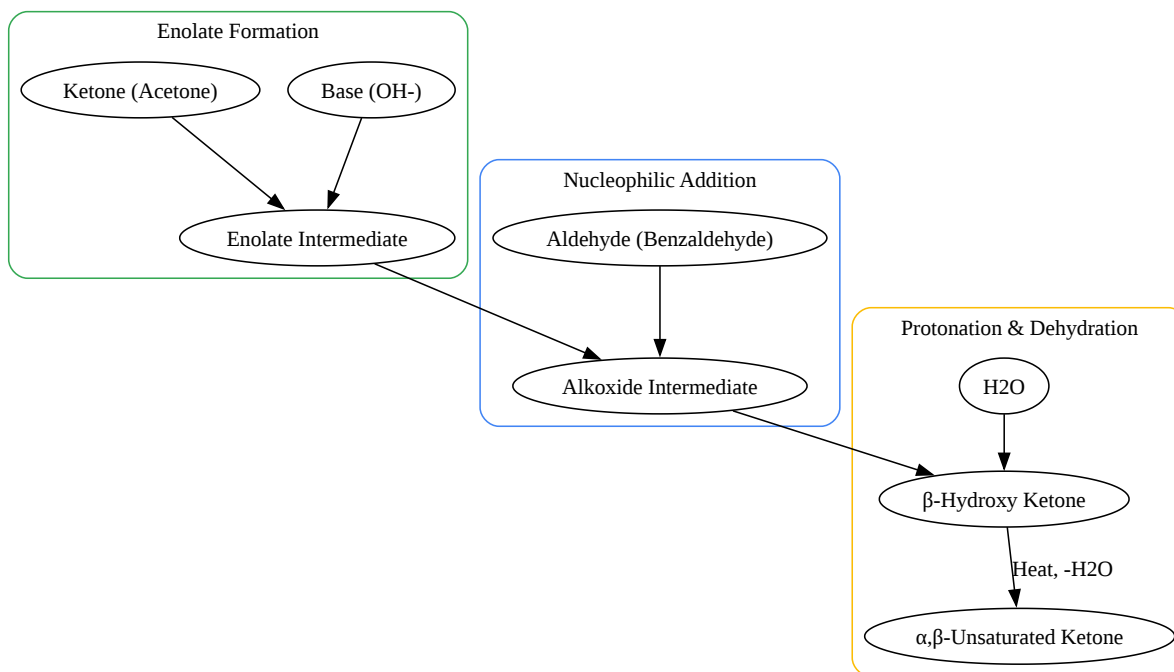 Enolate Formation
Ketone (Acetone)
Base (OH-)
Enolate Intermediate
Nucleophilic Addition
Aldehyde (Benzaldehyde)
Alkoxide Intermediate
Protonation & Dehydration
H2O
β-Hydroxy Ketone
Heat, -H2O
α,β-Unsaturated Ketone